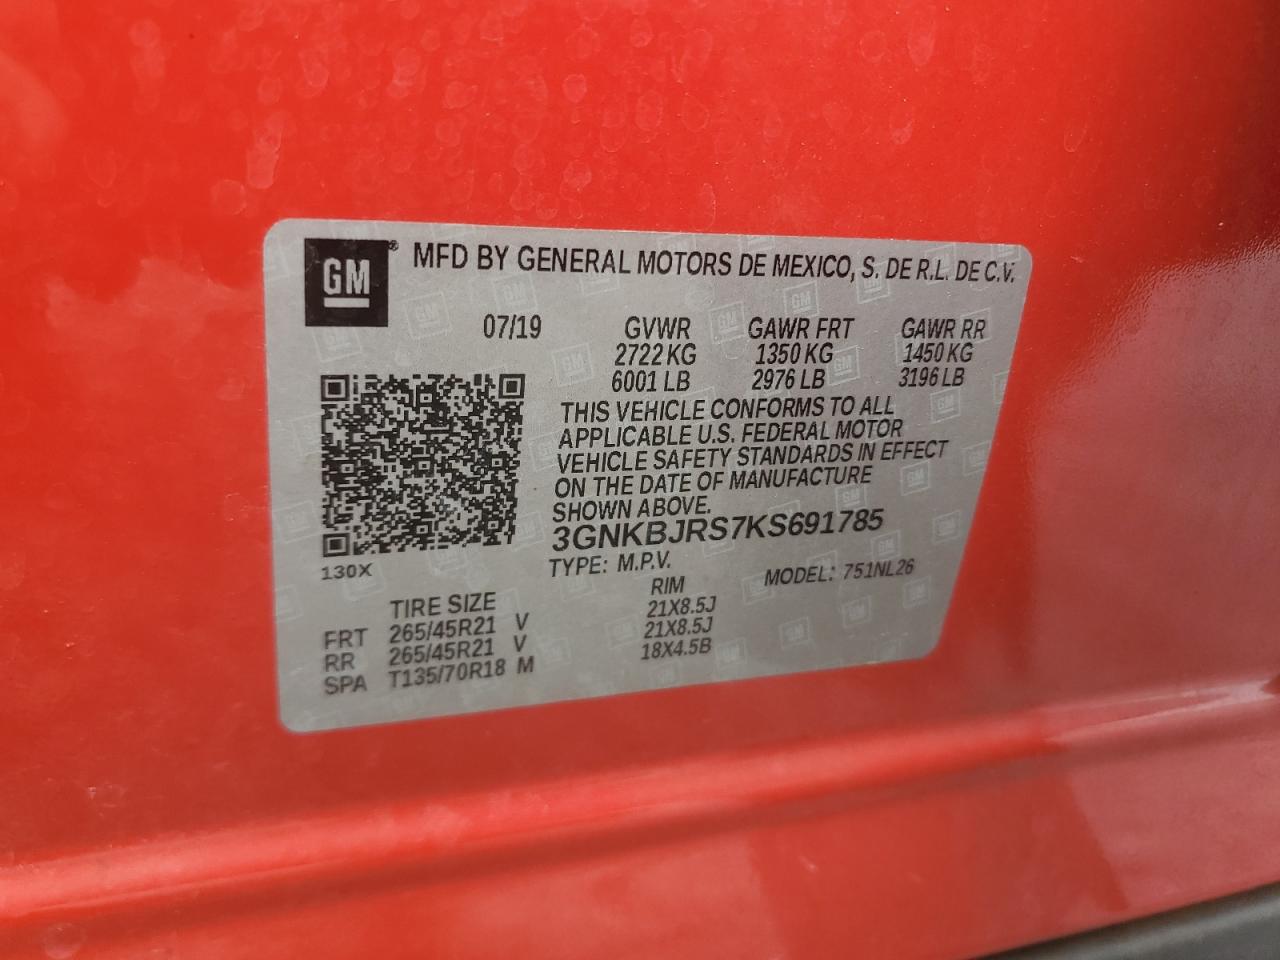 GM® MFD BY GENERAL MOTORS DE MEXICO, S. DE R.L. DE C.V.
07/19 GVWR GAWR FRT GAWR RR
2722 KG 1350 KG 1450 KG
6001 LB 2976 LB 3196 LB
THIS VEHICLE CONFORMS TO ALL
APPLICABLE U.S. FEDERAL MOTOR
VEHICLE SAFETY STANDARDS IN EFFECT
ON THE DATE OF MANUFACTURE
SHOWN ABOVE.
3GNKBJRS7KS691785
130X TYPE: M.P.V. MODEL: 751NL26
TIRE SIZE RIM
FRT 265/45R21 V 21X8.5J
RR 265/45R21 V 21X8.5J
SPA T135/70R18 M 18X4.5B